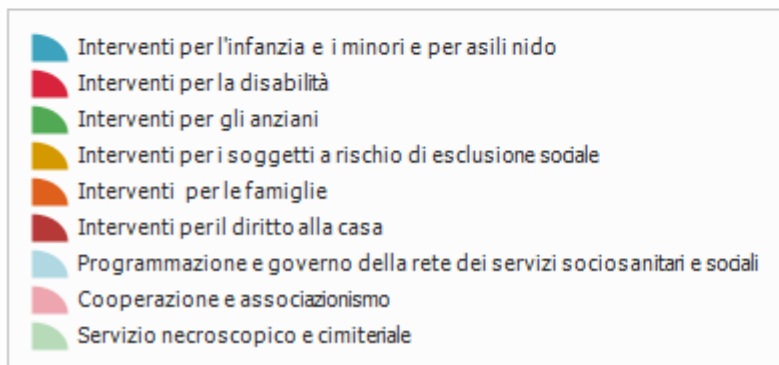 Interventi per l'infanzia e i minori e per asili nido
Interventi per la disabilità
Interventi per gli anziani
Interventi per i soggetti a rischio di esclusione sociale
Interventi per le famiglie
Interventi per il diritto alla casa
Programmazione e governo della rete dei servizi sociosanitari e sociali
Cooperazione e associazionismo
Servizio necroscopico e cimiteriale